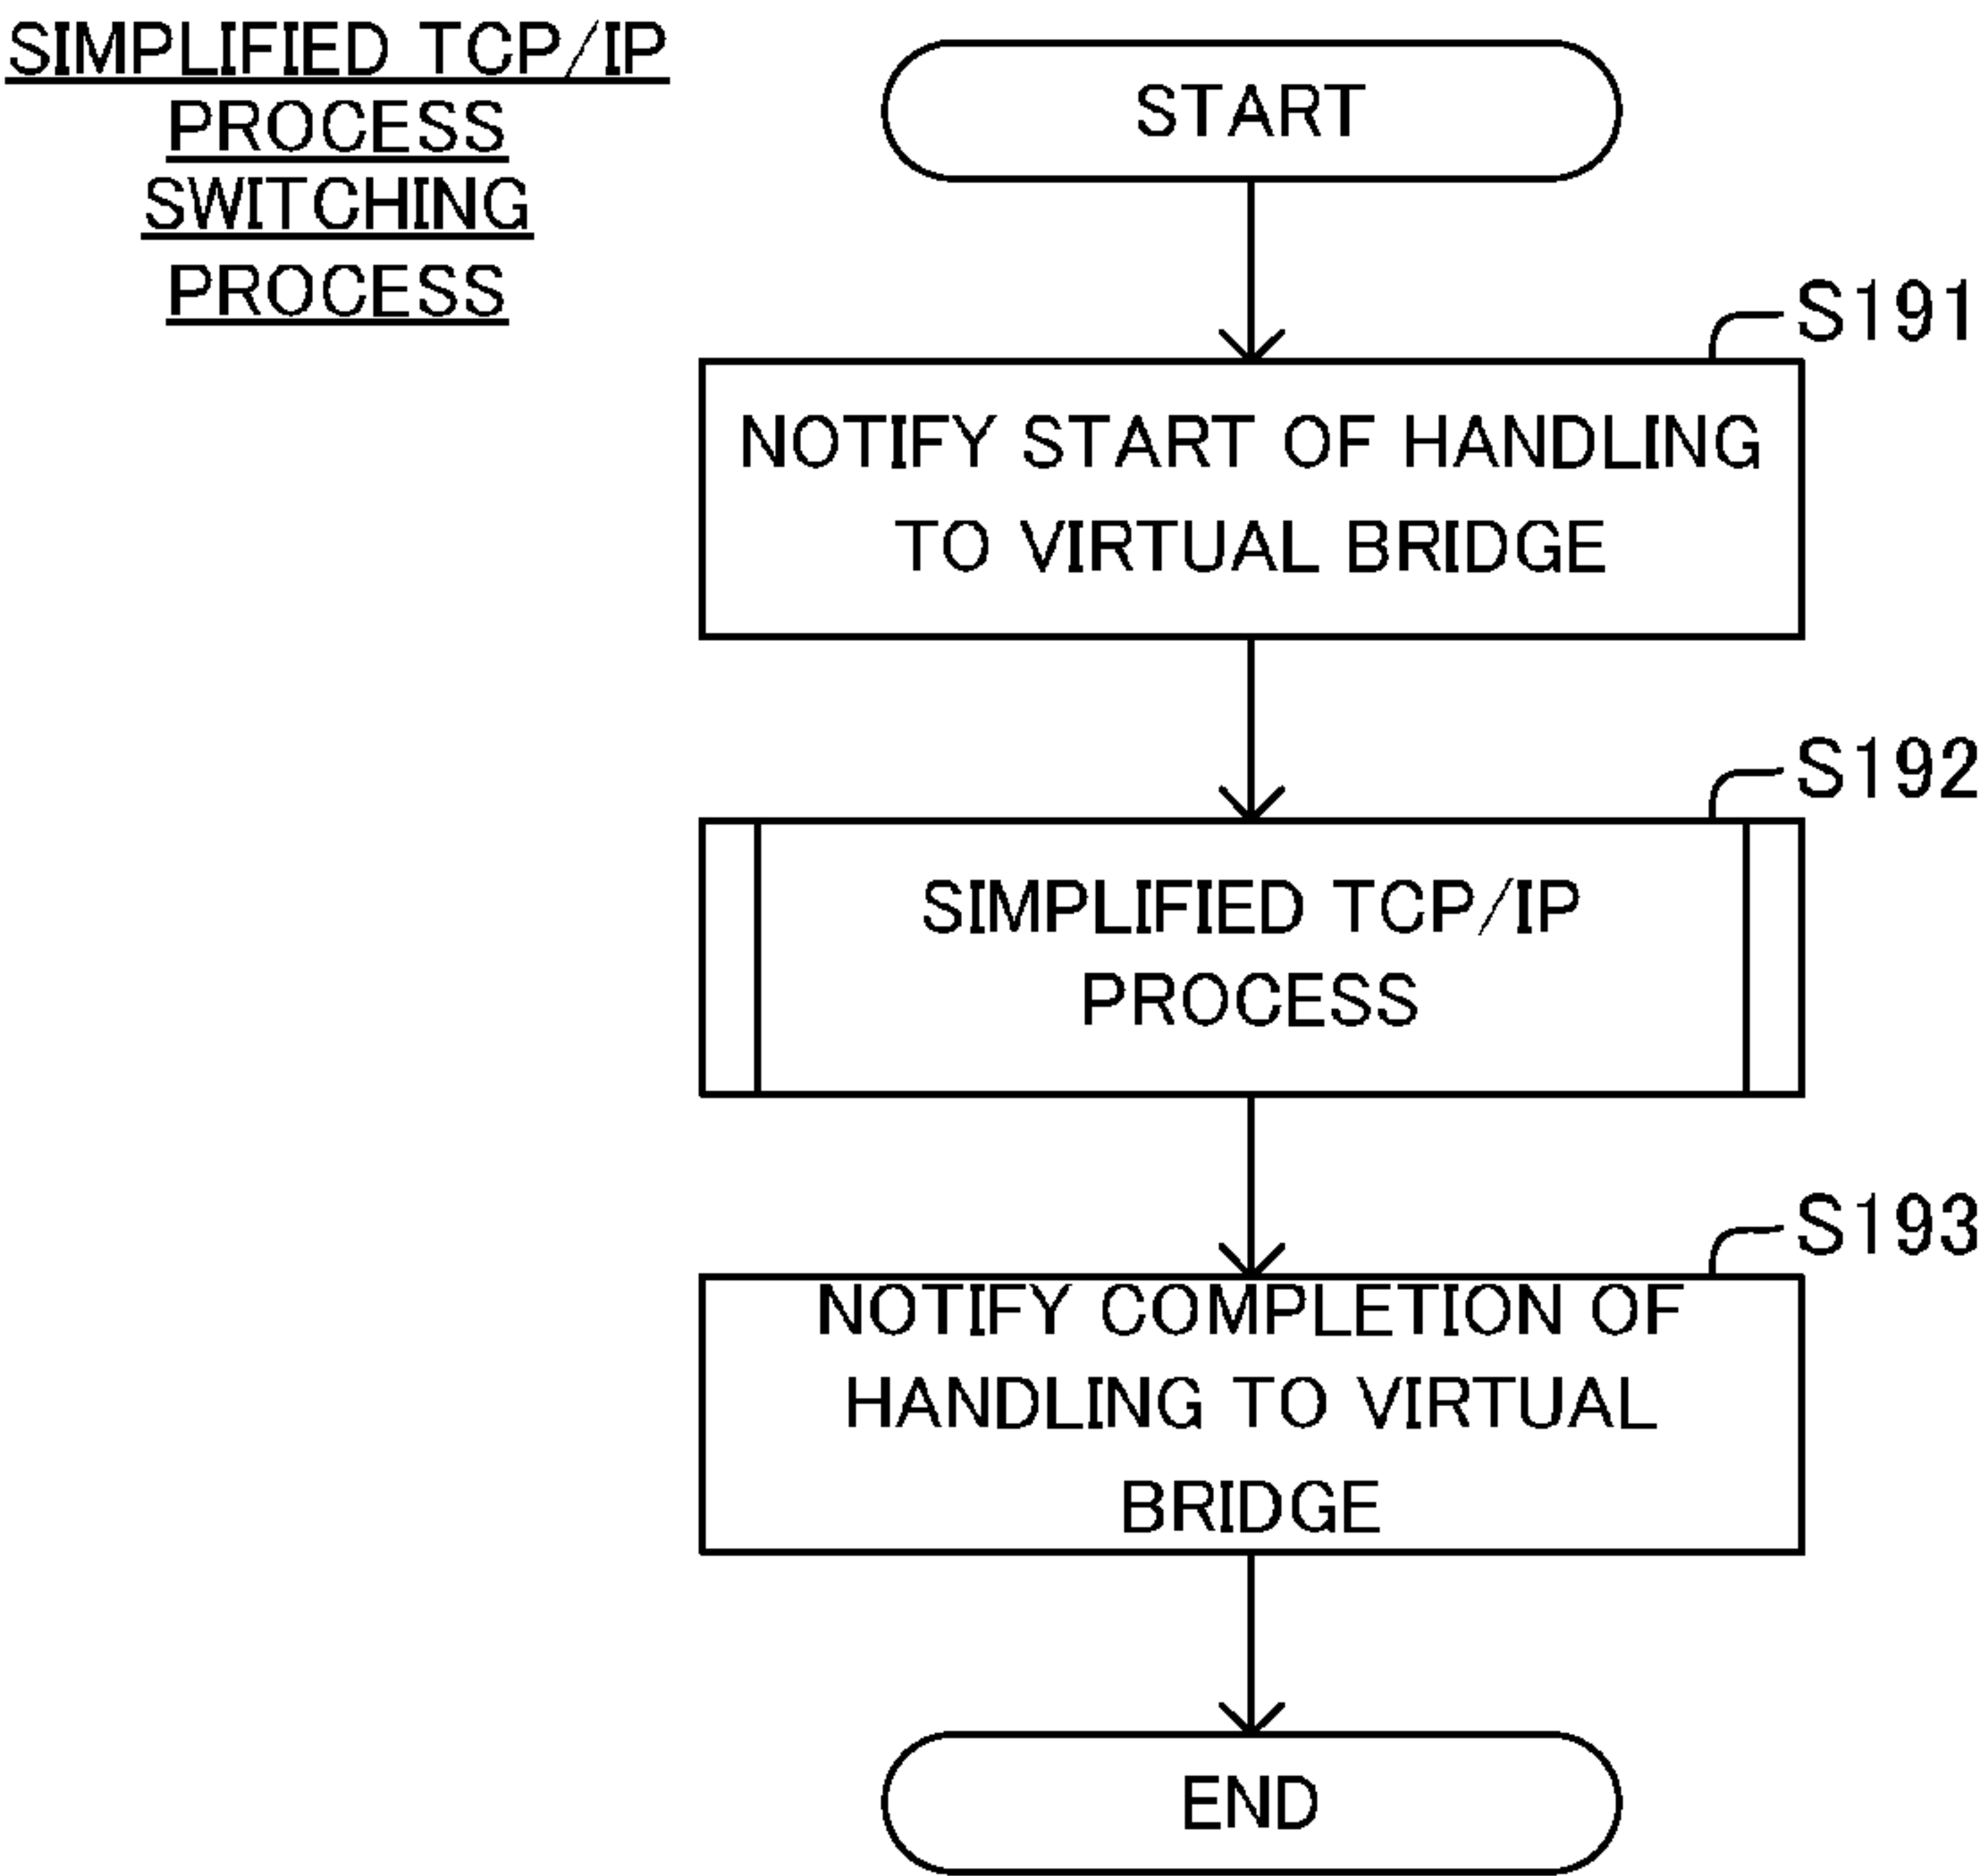 SIMPLIFIED TCP/IP
PROCESS
SWITCHING
PROCESS
START
S191
NOTIFY START OF HANDLING
TO VIRTUAL BRIDGE
S192
SIMPLIFIED TCP/IP
PROCESS
S193
NOTIFY COMPLETION OF
HANDLING TO VIRTUAL
BRIDGE
END